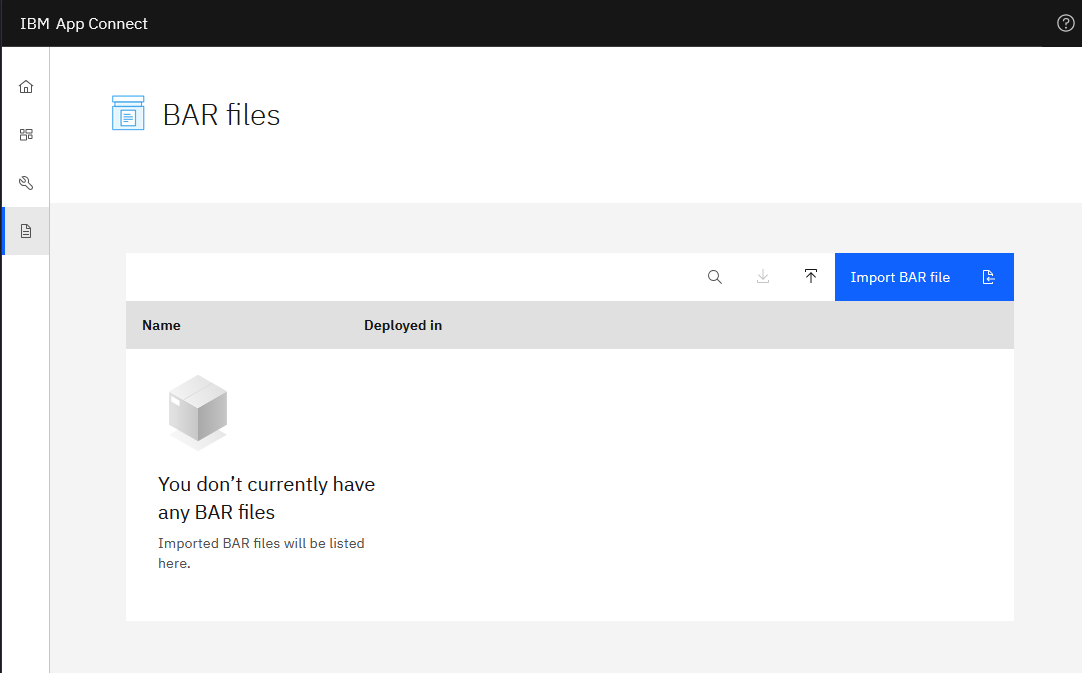 IBM App Connect
BAR files
Import BAR file
Name Deployed in
You don’t currently have
any BAR files
Imported BAR files will be listed
here.